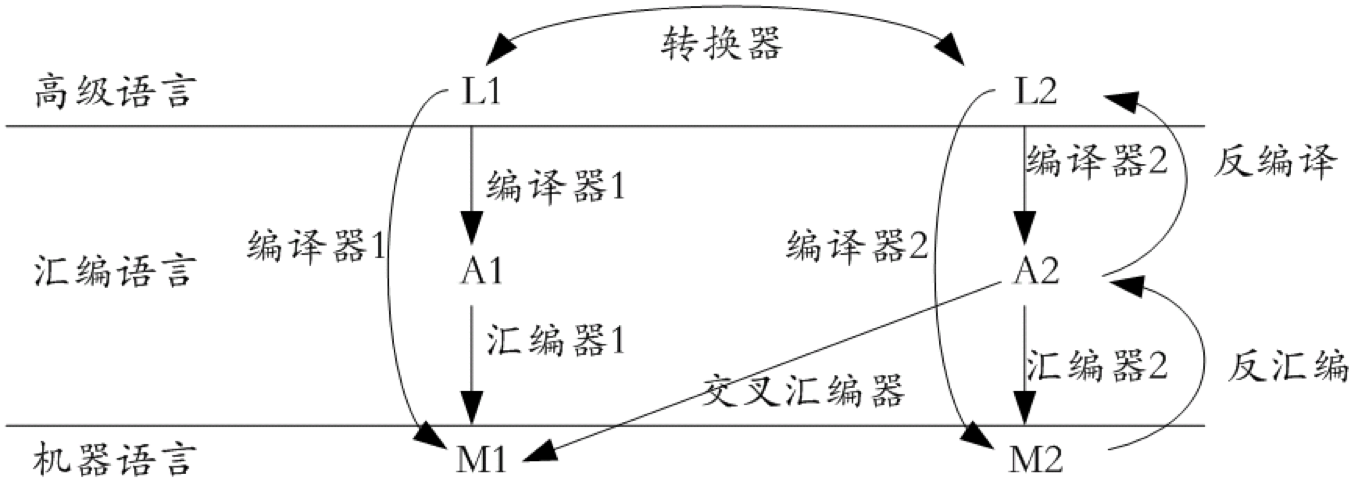 转换器
高级语言 L1 L2
编译器1 编译器2 反编译
编译器1 编译器2
汇编语言 A1 A2
汇编器1 汇编器2 反汇编
交叉汇编器
机器语言 M1 M2